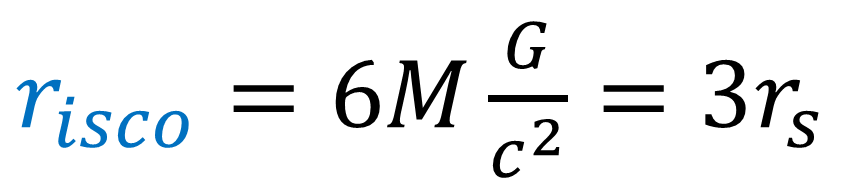 r_isco = 6M G/c² = 3r_s